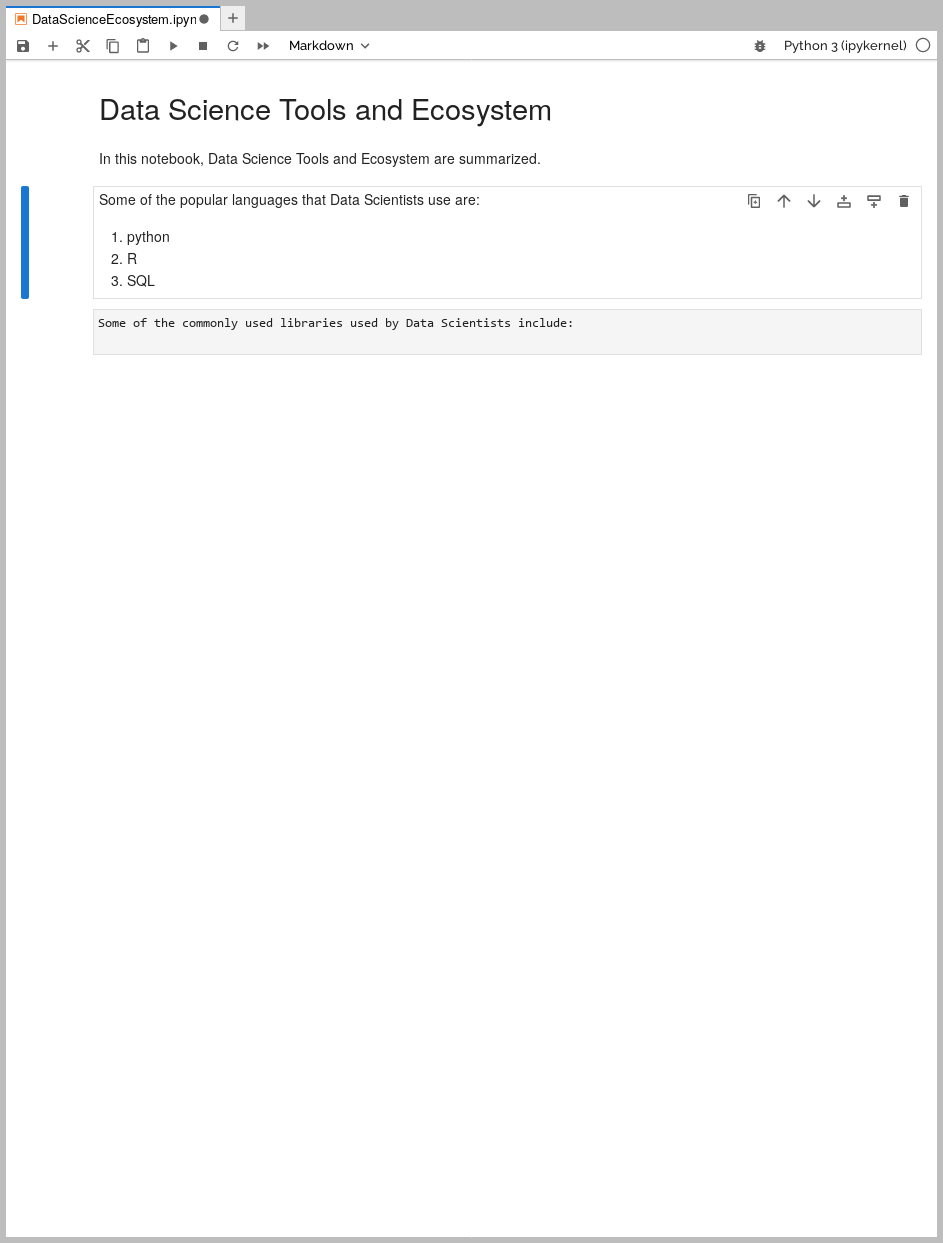 DataScienceEcosystem.ipyn
Markdown
Python 3 (ipykernel)
Data Science Tools and Ecosystem
In this notebook, Data Science Tools and Ecosystem are summarized.
Some of the popular languages that Data Scientists use are:
1. python
2. R
3. SQL
Some of the commonly used libraries used by Data Scientists include: